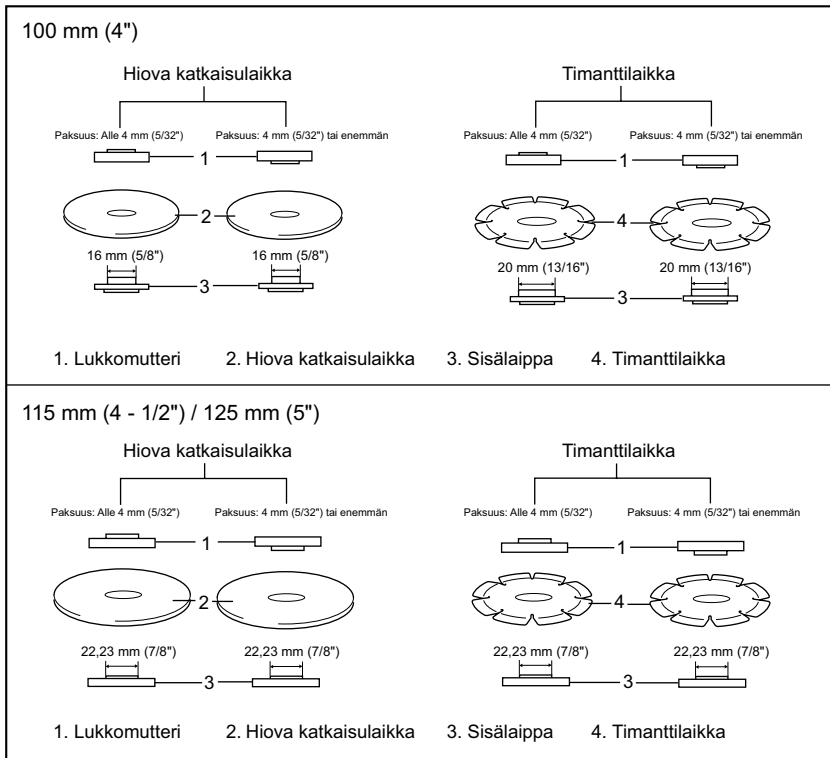 100 mm (4")
Hiova katkaisulaikka Timanttilaikka
Paksuus: Alle 4 mm (5/32") Paksuus: 4 mm (5/32") tai enemmän Paksuus: Alle 4 mm (5/32") Paksuus: 4 mm (5/32") tai enemmän
1 1
2 4
16 mm (5/8") 16 mm (5/8") 20 mm (13/16") 20 mm (13/16")
3 3
1. Lukkomutteri 2. Hiova katkaisulaikka 3. Sisälaippa 4. Timanttilaikka
115 mm (4 - 1/2") / 125 mm (5")
Hiova katkaisulaikka Timanttilaikka
Paksuus: Alle 4 mm (5/32") Paksuus: 4 mm (5/32") tai enemmän Paksuus: Alle 4 mm (5/32") Paksuus: 4 mm (5/32") tai enemmän
1 1
2 4
22,23 mm (7/8") 22,23 mm (7/8") 22,23 mm (7/8") 22,23 mm (7/8")
3 3
1. Lukkomutteri 2. Hiova katkaisulaikka 3. Sisälaippa 4. Timanttilaikka